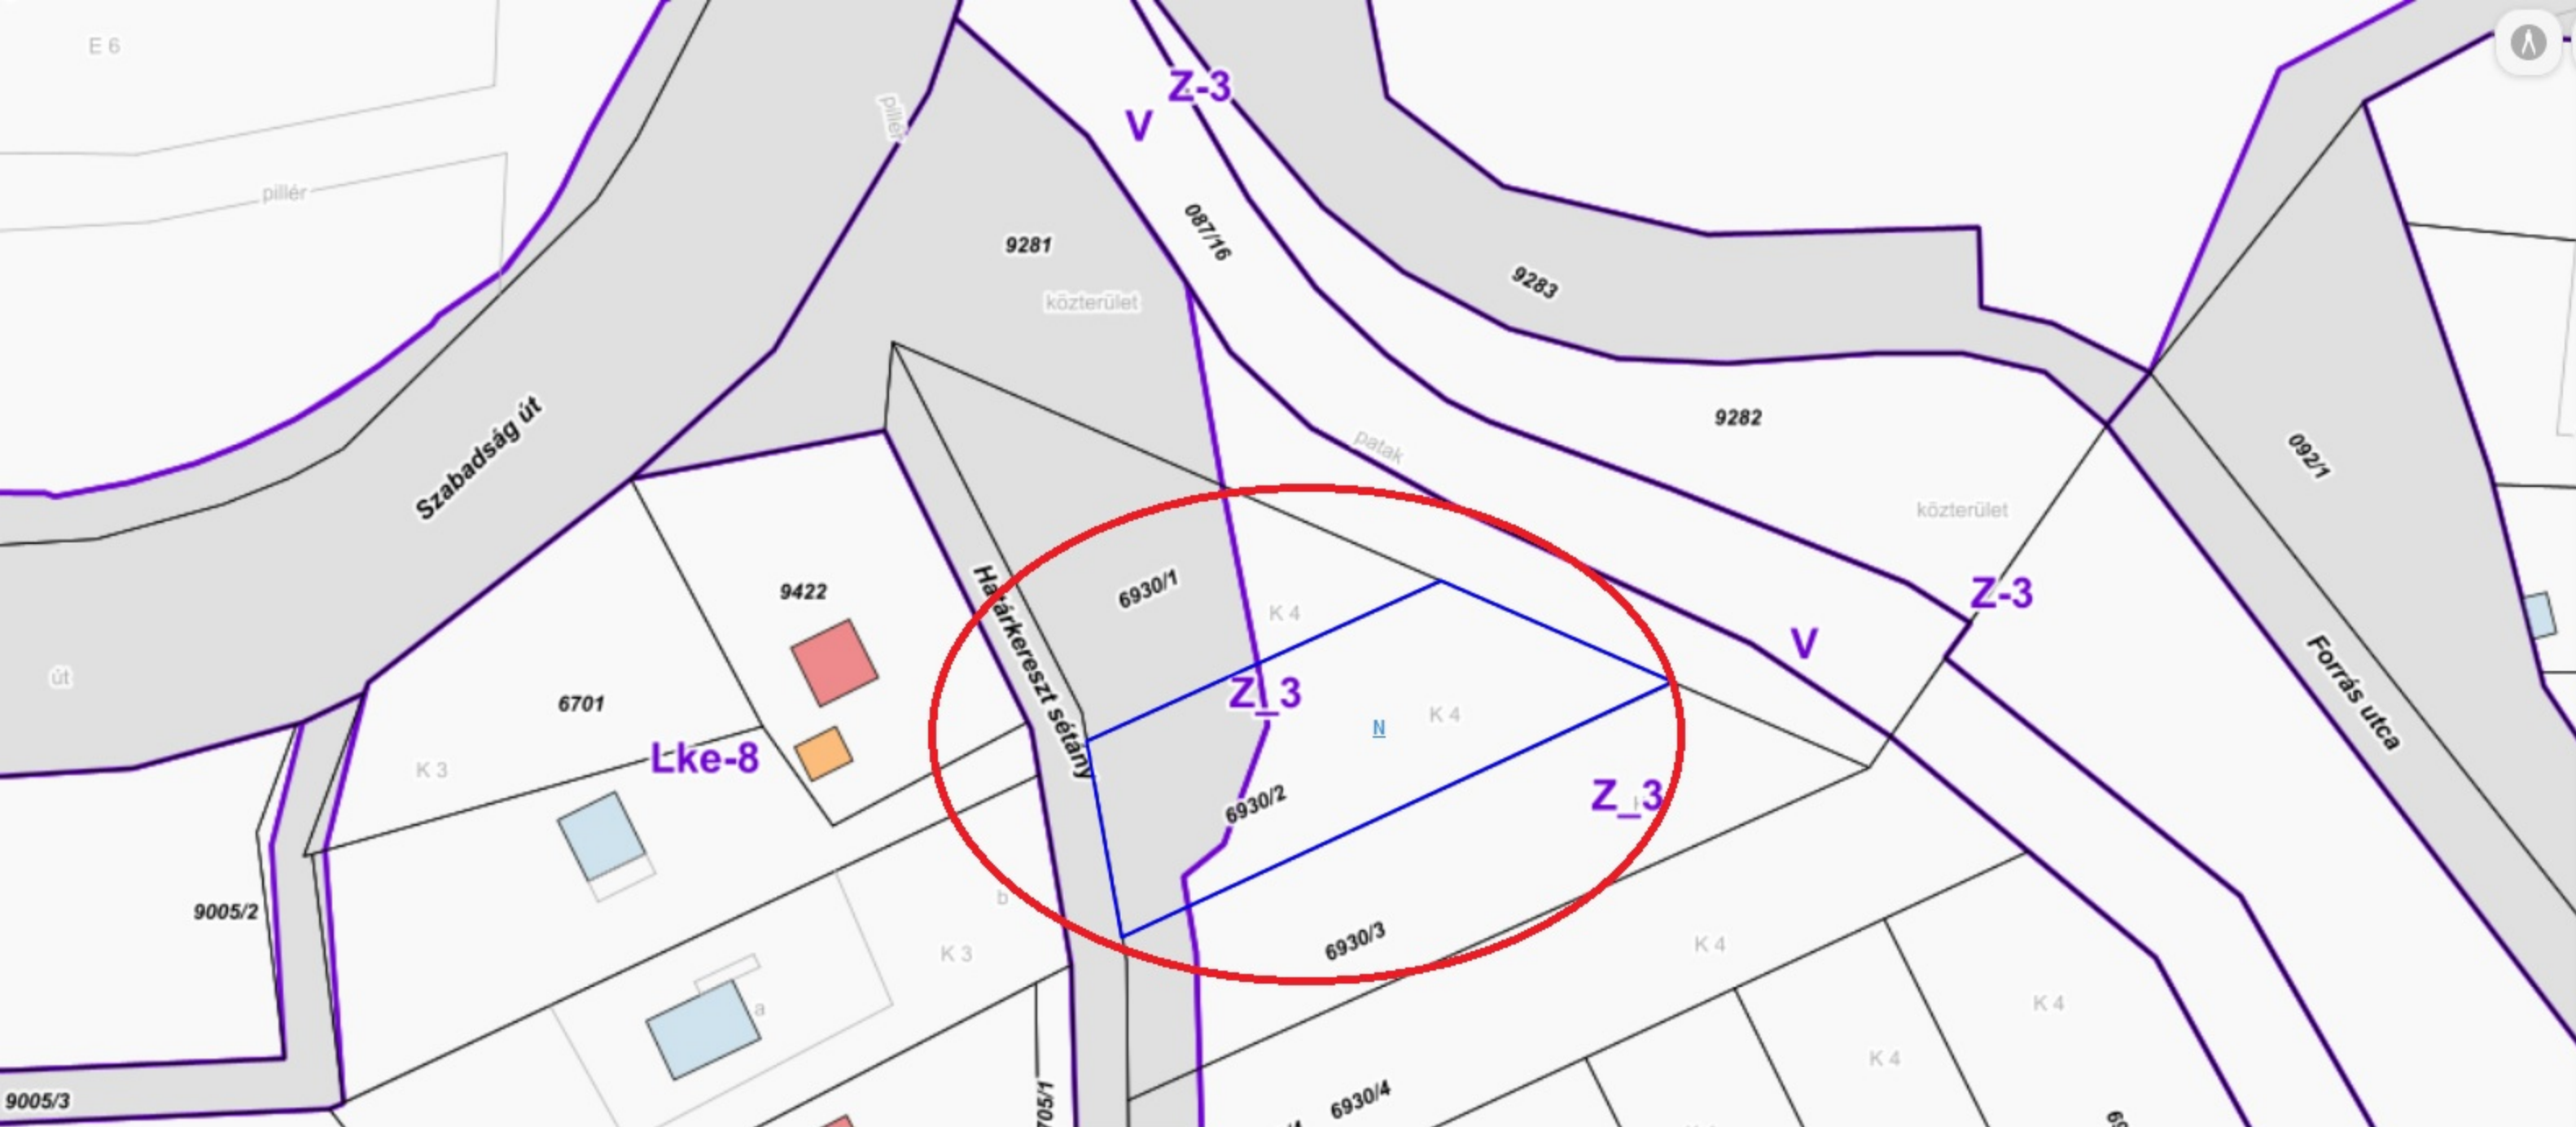 E 6
pillér
pillér
Z-3
V
087/16
9281
közterület
9283
9282
patak
092/1
közterület
Szabadság út
út
Határkereszt sétány
6930/1
K 4
9422
Z-3
V
Forrás utca
6701
Z_3
K 4
N
K 3
Lke-8
6930/2
Z_3
9005/2
b
K 3
6930/3
K 4
a
K 4
K 4
9005/3
705/1
6930/4